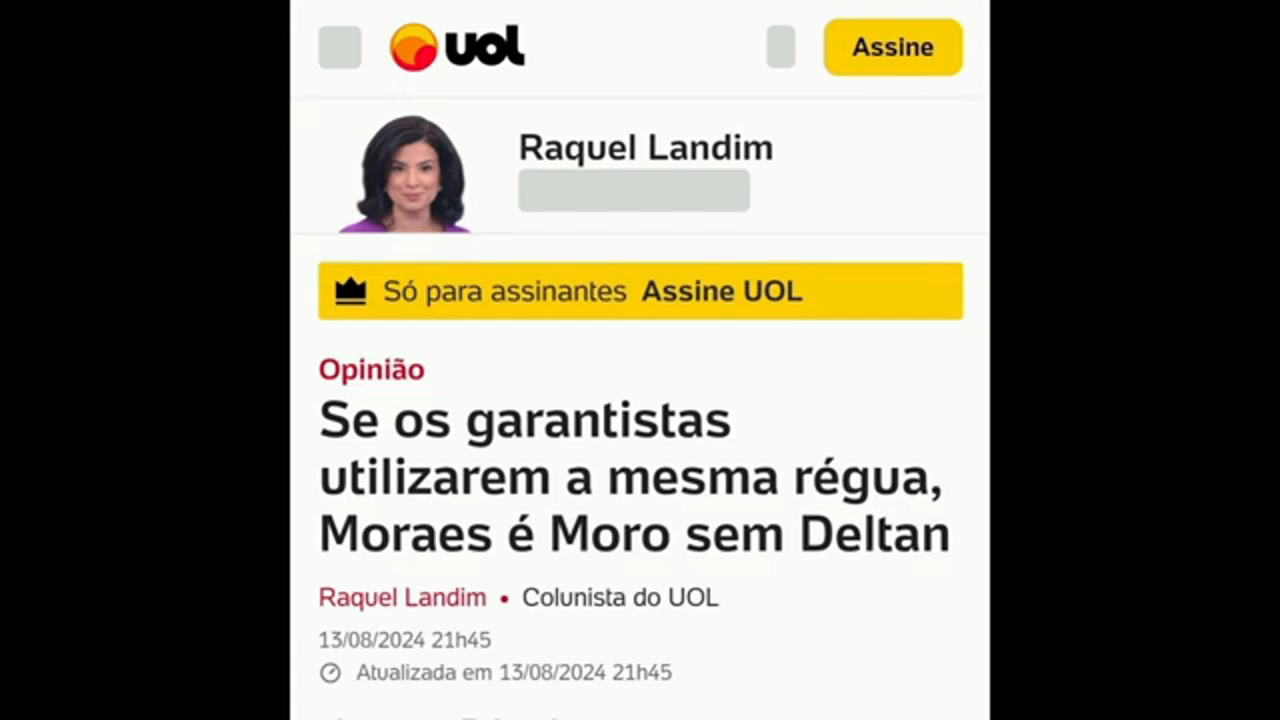 uol
Assine
Raquel Landim
Só para assinantes Assine UOL
Opinião
Se os garantistas
utilizarem a mesma régua,
Moraes é Moro sem Deltan
Raquel Landim • Colunista do UOL
13/08/2024 21h45
Atualizada em 13/08/2024 21h45